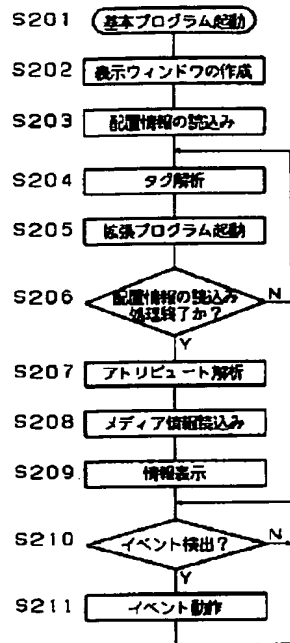 S201 基本プログラム起動
S202 表示ウィンドウの作成
S203 配置情報の読込み
S204 タグ解析
S205 拡張プログラム起動
S206 配置情報の読込み
処理終了か?
N
Y
S207 アトリビュート解析
S208 メディア情報読込み
S209 情報表示
S210 イベント検出?
N
Y
S211 イベント動作